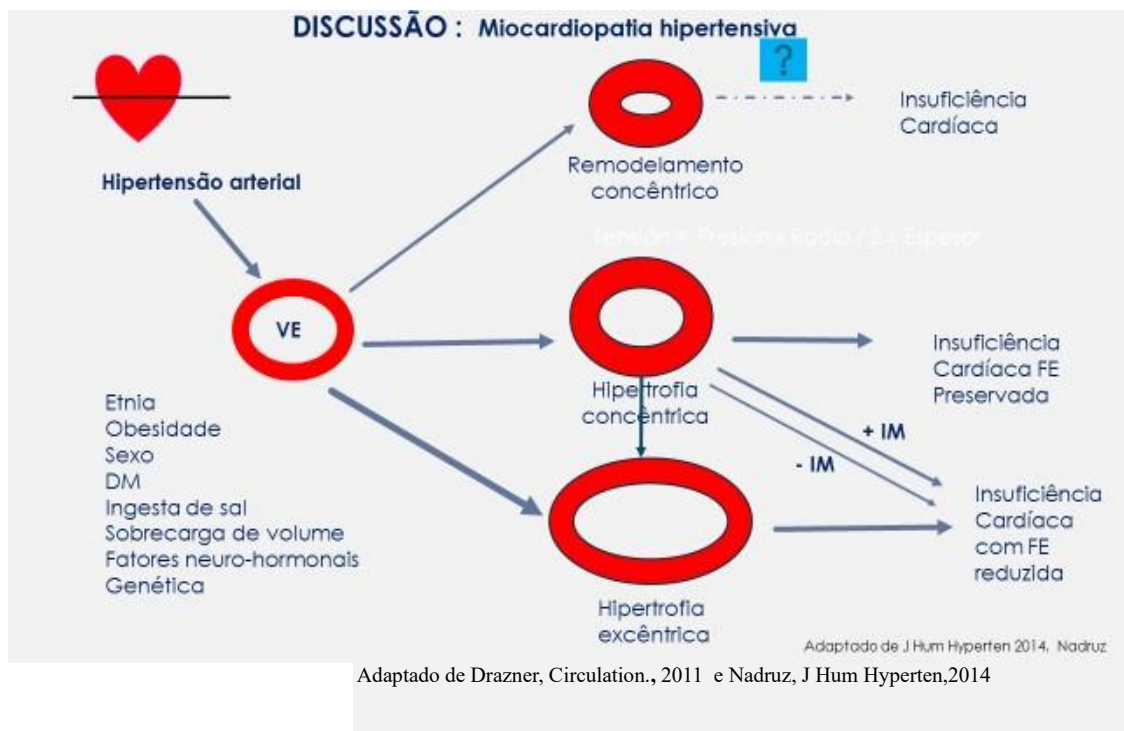 DISCUSSÃO : Miocardiopatia hipertensiva
?
Insuficiência
Cardíaca
Remodelamento
concêntrico
Hipertensão arterial
Tensión = Presión x Radio / 2 x Espesor
VE
Hipertrofia
concêntrica
Insuficiência
Cardíaca FE
Preservada
+ IM
- IM
Etnia
Obesidade
Sexo
DM
Ingesta de sal
Sobrecarga de volume
Fatores neuro-hormonais
Genética
Insuficiência
Cardíaca
com FE
reduzida
Hipertrofia
excêntrica
Adaptado de J Hum Hyperten 2014. Nadruz
Adaptado de Drazner, Circulation., 2011 e Nadruz, J Hum Hyperten,2014